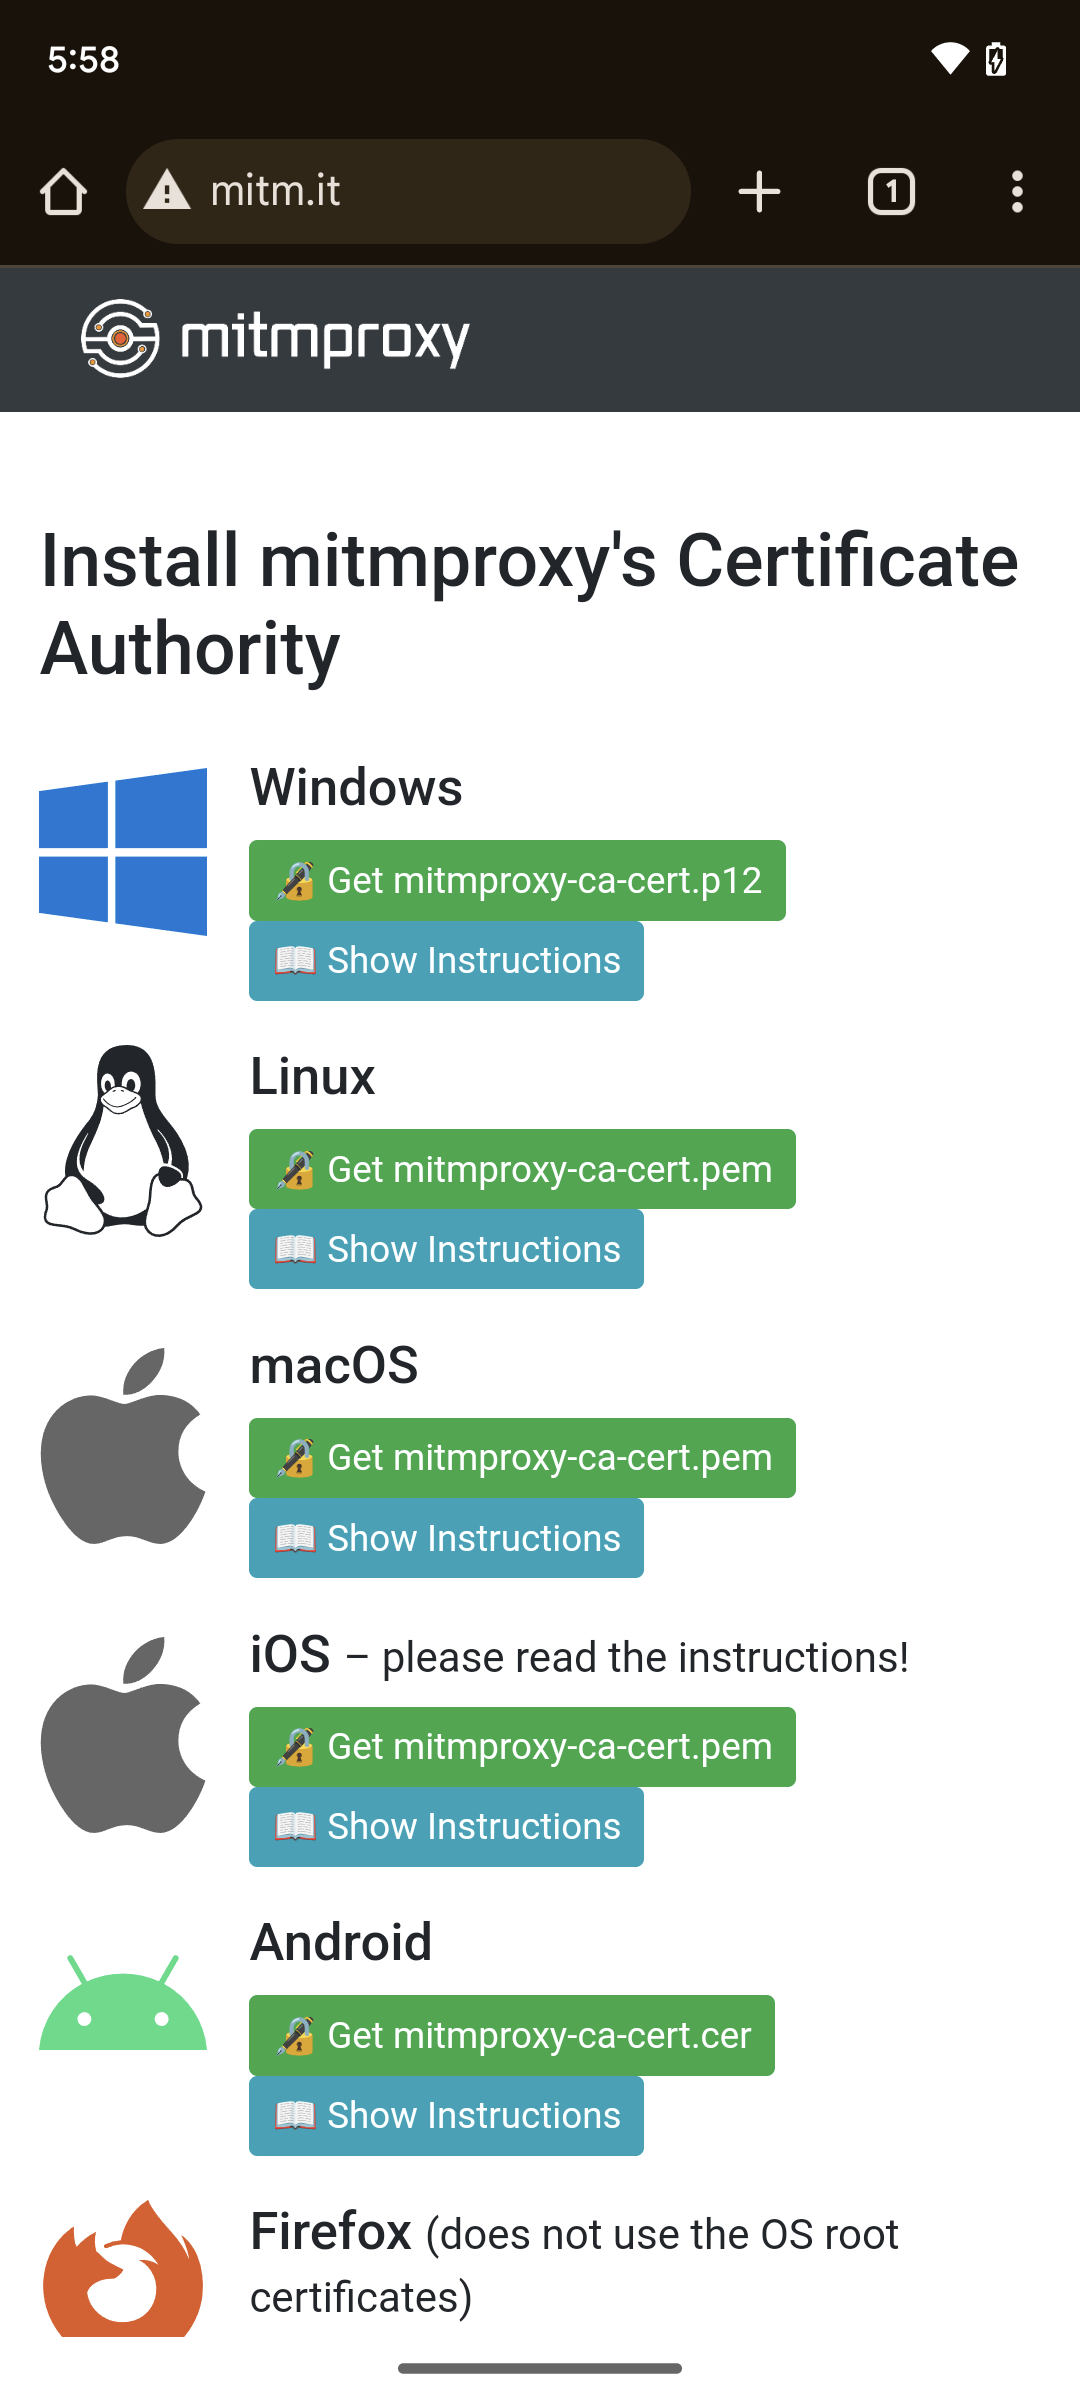 5:58
mitm.it
1
mitmproxy
Install mitmproxy's Certificate
Authority
Windows
Get mitmproxy-ca-cert.p12
Show Instructions
Linux
Get mitmproxy-ca-cert.pem
Show Instructions
macOS
Get mitmproxy-ca-cert.pem
Show Instructions
iOS – please read the instructions!
Get mitmproxy-ca-cert.pem
Show Instructions
Android
Get mitmproxy-ca-cert.cer
Show Instructions
Firefox (does not use the OS root
certificates)